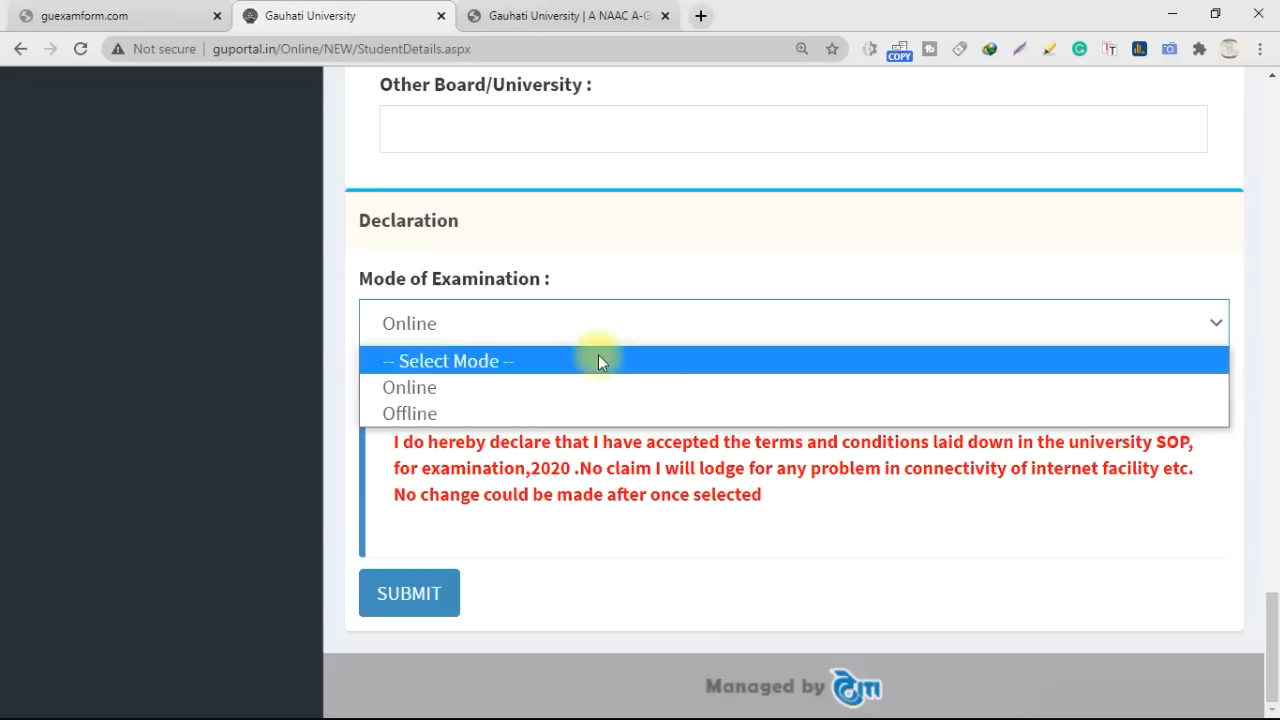 guexamform.com
Gauhati University
Gauhati University | A NAAC A-G
Not secure
guportal.in/Online/NEW/StudentDetails.aspx
COPY
Other Board/University :
Declaration
Mode of Examination :
Online
-- Select Mode --
Online
Offline
I do hereby declare that I have accepted the terms and conditions laid down in the university SOP,
for examination,2020 .No claim I will lodge for any problem in connectivity of internet facility etc.
No change could be made after once selected
SUBMIT
Managed by